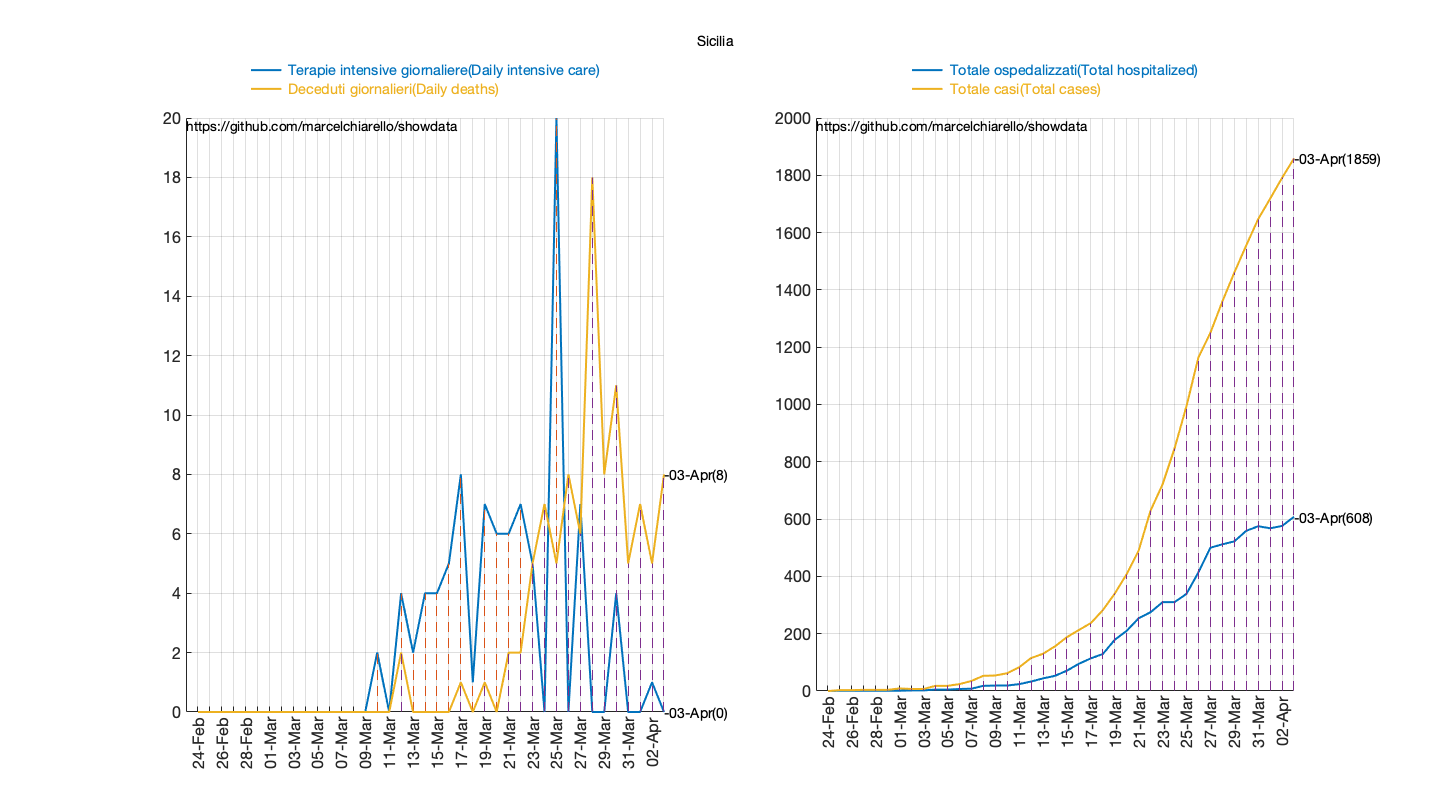 Sicilia
Terapie intensive giornaliere(Daily intensive care)
Deceduti giornalieri(Daily deaths)
20
18
16
14
12
10
8
6
4
2
0
https://github.com/marcelchiarello/showdata
-03-Apr(8)
-03-Apr(0)
24-Feb
26-Feb
28-Feb
01-Mar
03-Mar
05-Mar
07-Mar
09-Mar
11-Mar
13-Mar
15-Mar
17-Mar
19-Mar
21-Mar
23-Mar
25-Mar
27-Mar
29-Mar
31-Mar
02-Apr
Totale ospedalizzati(Total hospitalized)
Totale casi(Total cases)
2000
1800
1600
1400
1200
1000
800
600
400
200
0
https://github.com/marcelchiarello/showdata
-03-Apr(1859)
-03-Apr(608)
24-Feb
26-Feb
28-Feb
01-Mar
03-Mar
05-Mar
07-Mar
09-Mar
11-Mar
13-Mar
15-Mar
17-Mar
19-Mar
21-Mar
23-Mar
25-Mar
27-Mar
29-Mar
31-Mar
02-Apr